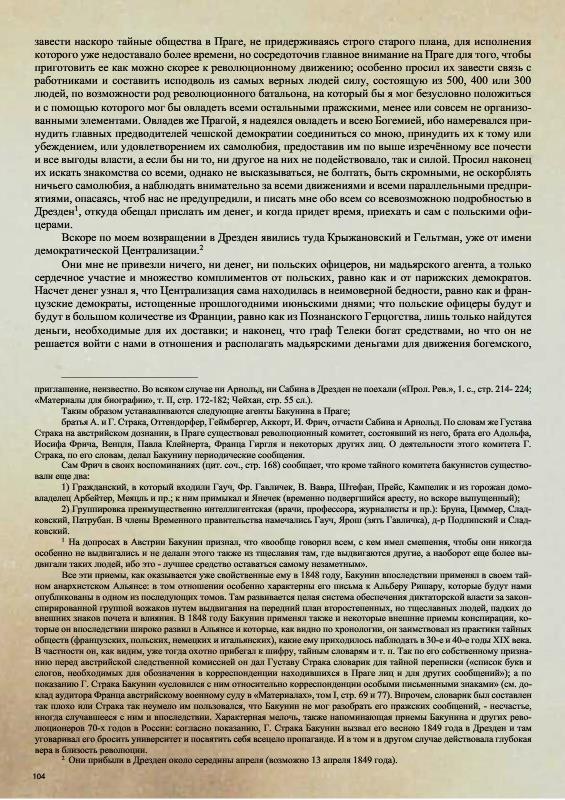 завести наскоро тайные общества в Праге, не придерживаясь строго старого плана, для исполнения
которого уже недоставало более времени, но сосредоточив главное внимание на Праге для того, чтобы
приготовить ее как можно скорее к революционному движению; особенно просил их завести связь с
работниками и составить исподволь из самых верных людей силу, состоящую из 500, 400 или 300
людей, по возможности род революционного батальона, на который бы я мог безусловно положиться
и с помощью которого мог бы овладеть всеми остальными пражскими, менее или совсем не организо-
ванными элементами. Овладев же Прагой, я надеялся овладеть и всею Богемией, ибо намеревался при-
нудить главных предводителей чешской демократии соединиться со мною, принудить их к тому или
убеждением, или удовлетворением их самолюбия, предоставив им по выше изречённому все почести
и все выгоды власти, а если бы ни то, ни другое на них не подействовало, так и силой. Просил наконец
их искать знакомства со всеми, однако не высказываться, не болтать, быть скромными, не оскорблять
ничьего самолюбия, а наблюдать внимательно за всеми движениями и всеми параллельными предпри-
ятиями, опасаясь, чтоб нас не предупредили, и писать мне обо всем со всевозможною подробностью в
Дрезден¹, откуда обещал прислать им денег, и когда придет время, приехать и сам с польскими офи-
церами.
Вскоре по моем возвращении в Дрезден явились туда Крыжановский и Гельтман, уже от имени
демократической Централизации.²
Они мне не привезли ничего, ни денег, ни польских офицеров, ни мадьярского агента, а только
сердечное участие и множество комплиментов от польских, равно как и от парижских демократов.
Насчет денег узнал я, что Централизация сама находилась в неимоверной бедности, равно как и фран-
цузские демократы, истощенные прошлогодними июньскими днями; что польские офицеры будут и
будут в большом количестве из Франции, равно как из Познанского Герцогства, лишь только найдутся
деньги, необходимые для их доставки; и наконец, что граф Телеки богат средствами, но что он не
решается войти с нами в отношения и располагать мадьярскими деньгами для движения богемского,
приглашение, неизвестно. Во всяком случае ни Арнольд, ни Сабина в Дрезден не поехали («Прол. Рев.», 1. с., стр. 214- 224;
«Материалы для биографии», т. II, стр. 172-182; Чейхан, стр. 55 сл.).
Таким образом устанавливаются следующие агенты Бакунина в Праге;
братья А. и Г. Страка, Оттендорфер, Геймбергер, Аккорт, И. Фрич, отчасти Сабина и Арнольд. По словам же Густава
Страка на австрийском дознании, в Праге существовал революционный комитет, состоявший из него, брата его Адольфа,
Иосифа Фрича, Венцля, Павла Клейнерта, Франца Гиргля и некоторых других лиц. О деятельности этого комитета Г.
Страка, по его словам, делал Бакунину периодические сообщения.
Сам Фрич в своих воспоминаниях (цит. соч., стр. 168) сообщает, что кроме тайного комитета бакунистов существо-
вали еще два:
1) Гражданский, в который входили Гауч, Фр. Гавличек, В. Вавра, Штефан, Прейс, Кампелик и из горожан домо-
владелец Арбейтер, Меяцль и пр.; к ним примыкал и Янечек (временно подвергшийся аресту, но вскоре выпущенный);
2) Группировка преимущественно интеллигентская (врачи, профессора, журналисты и пр.): Бруна, Циммер, Слад-
ковский, Патрубан. В члены Временного правительства намечались Гауч, Ярош (зять Гавличка), д-р Подлипский и Слад-
ковский.
¹ На допросах в Австрии Бакунин признал, что «вообще говорил всем, с кем имел смешения, чтобы они никогда
особенно не выдвигались и не делали этого также из тщеславия там, где выдвигаются другие, а наоборот еще более вы-
двигали таких людей, ибо это - лучшее средство оставаться самому незаметным».
Все эти приемы, как оказывается уже свойственные ему в 1848 году, Бакунин впоследствии применял в своем тай-
ном анархистском Альянсе: в том отношении особенно характерны его письма к Альберу Ришару, которые будут нами
опубликованы в одном из последующих томов. Там развивается целая система обеспечения диктаторской власти за закон-
спирированной группой вожаков путем выдвигания на передний план второстепенных, но тщеславных людей, падких до
внешних знаков почета и влияния. В 1848 году Бакунин применял также и некоторые внешние приемы конспирации, ко-
торые он впоследствии широко развил в Альянсе и которые, как видно по хронологии, он заимствовал из практики тайных
обществ (французских, польских, немецких и итальянских), какие ему приходилось наблюдать в 30-е и 40-е годы XIX века.
В частности он, как видим, уже тогда охотно прибегал к шифру, тайным словарям и т. п. Так по его собственному призна-
нию перед австрийской следственной комиссией он дал Густаву Страка словарик для тайной переписки («список букв и
слогов, необходимых для обозначения в корреспонденции находившихся в Праге лиц и для других сообщений»); а по
показанию Г. Страка Бакунин «условился с ним относительно корреспонденции особыми письменными знаками» (см. до-
клад аудитора Франца австрийскому военному суду в «Материалах», том I, стр. 69 и 77). Впрочем, словарик был составлен
так плохо или Страка так неумело им пользовался, что Бакунин не мог разобрать его пражских сообщений, - несчастье,
иногда случавшееся с ним и впоследствии. Характерная мелочь, также напоминающая приемы Бакунина и других рево-
люционеров 70-х годов в России: согласно показанию, Г. Страка Бакунин вызвал его весною 1849 года в Дрезден и там
уговаривал его бросить университет и посвятить себя всецело пропаганде. И в том и в другом случае действовала глубокая
вера в близость революции.
² Они прибыли в Дрезден около середины апреля (возможно 13 апреля 1849 года).
104